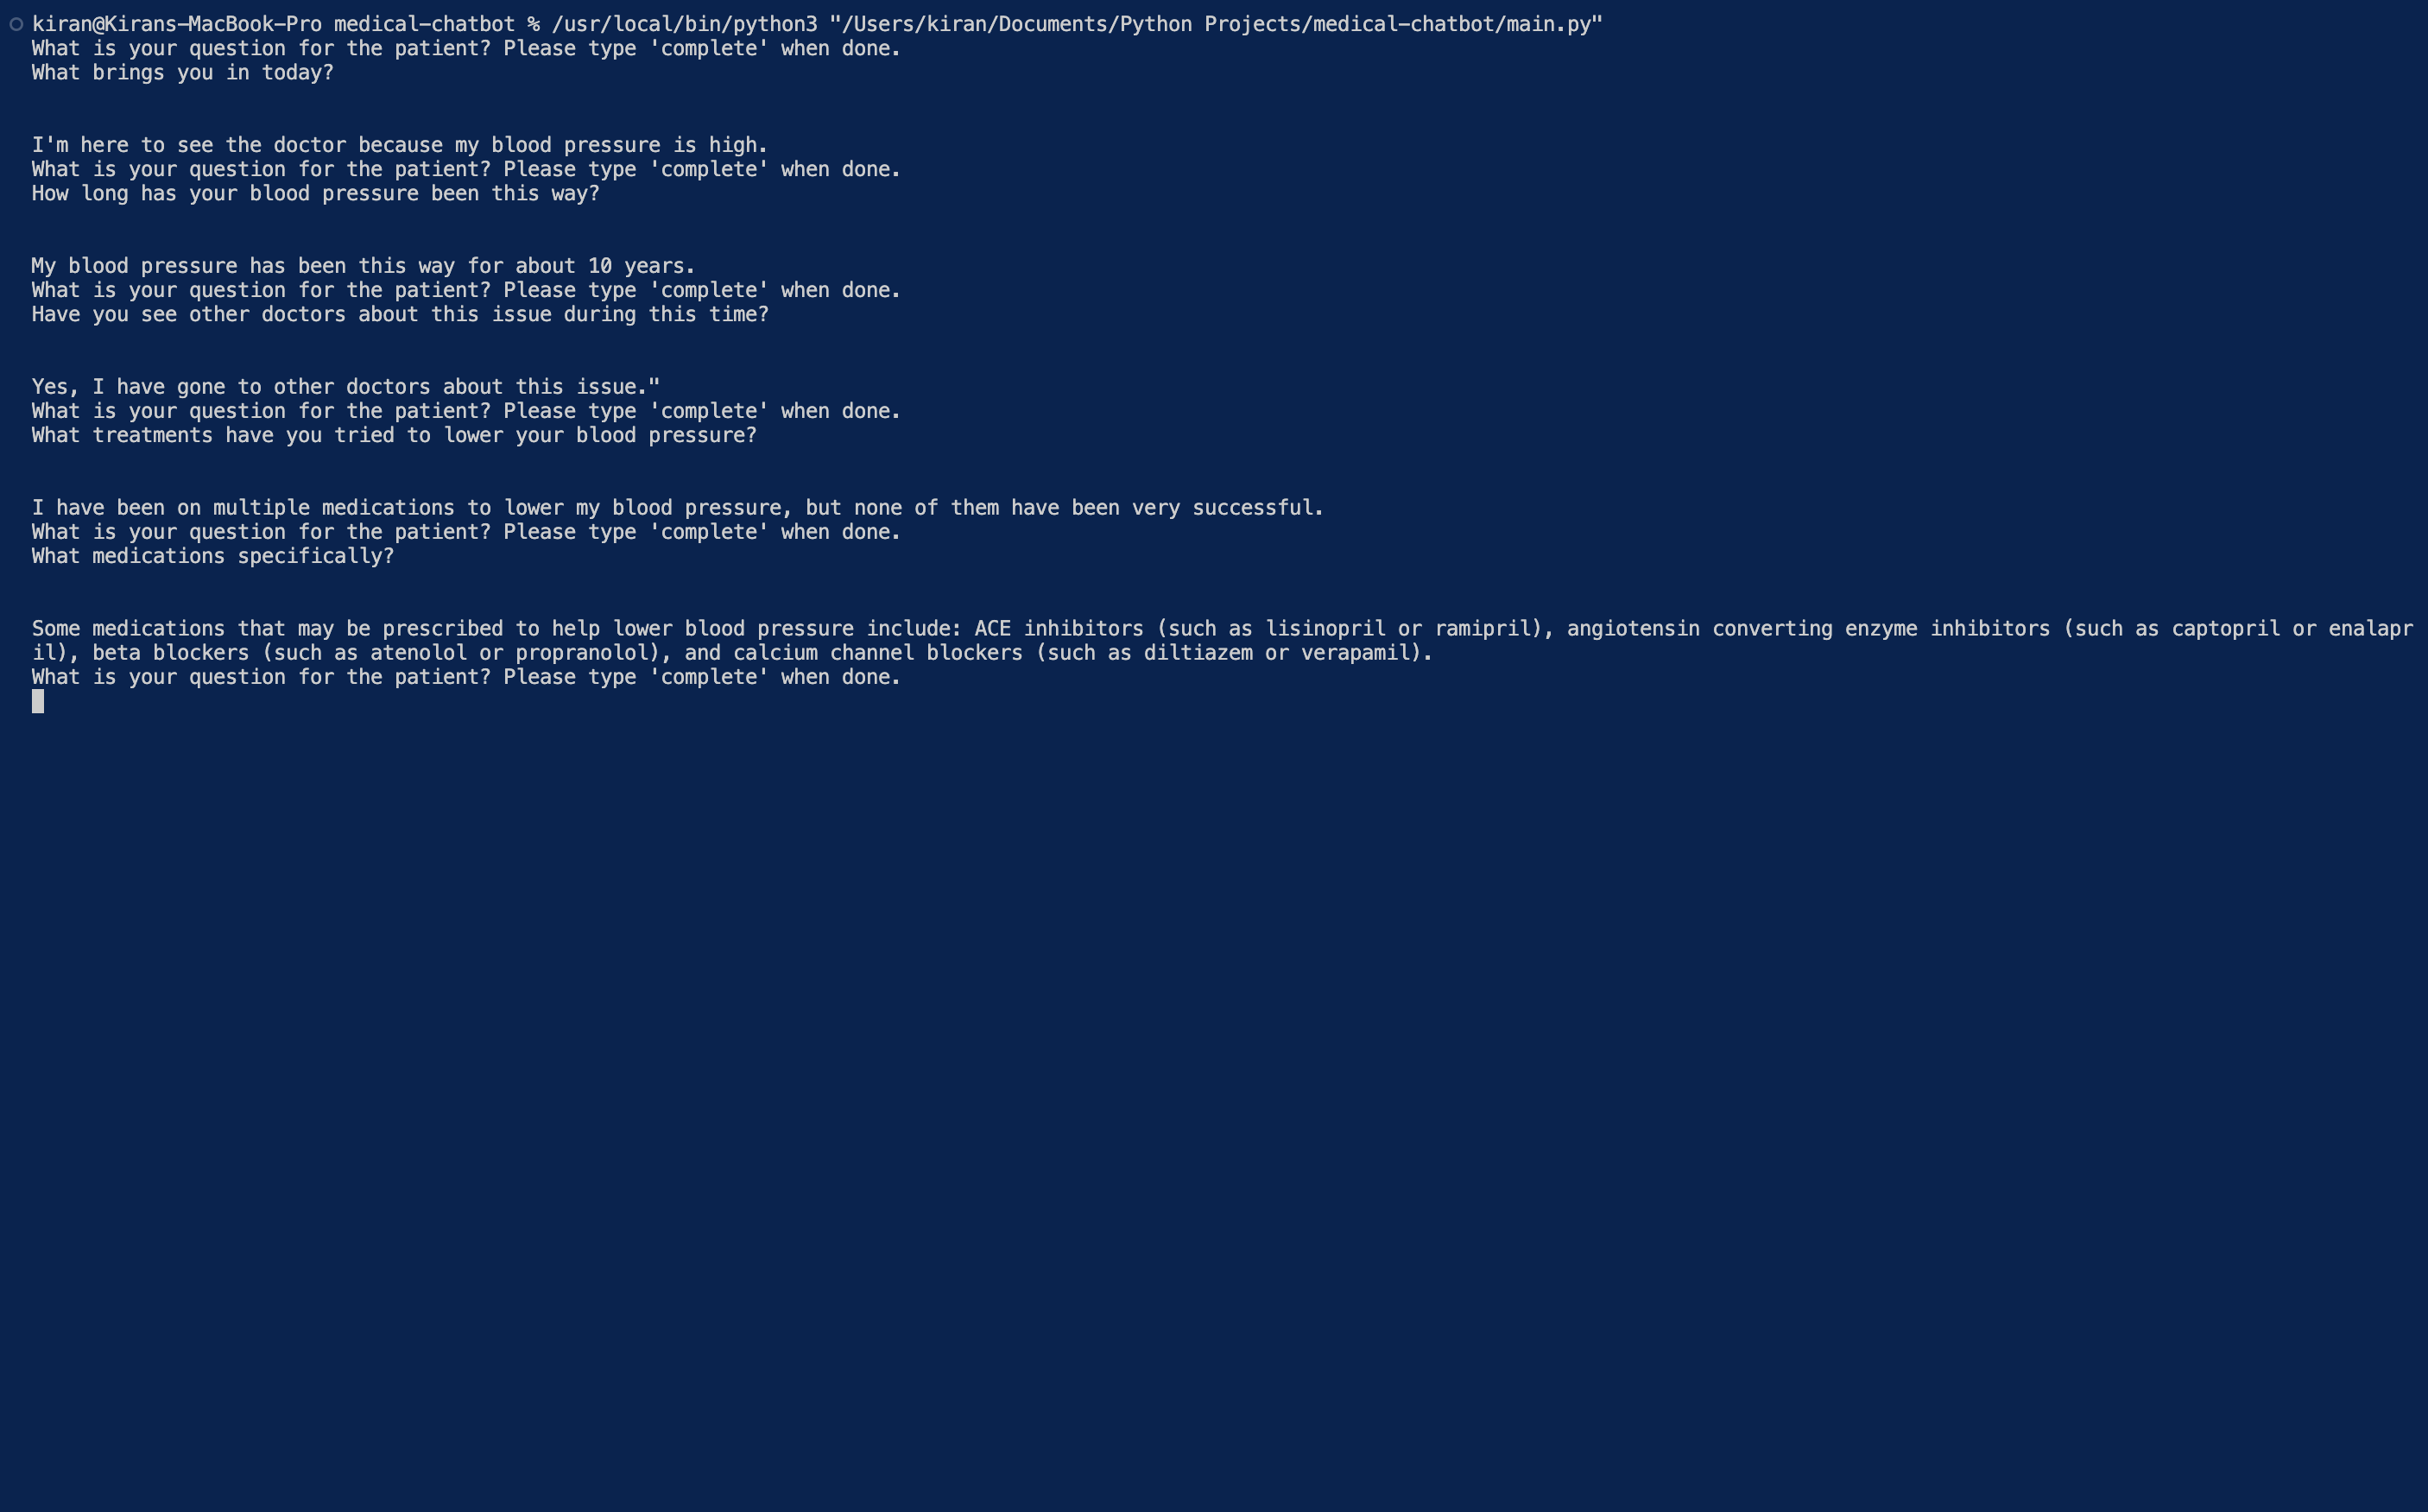 kiran@Kirans-MacBook-Pro medical-chatbot % /usr/local/bin/python3 "/Users/kiran/Documents/Python Projects/medical-chatbot/main.py"
What is your question for the patient? Please type 'complete' when done.
What brings you in today?
I'm here to see the doctor because my blood pressure is high.
What is your question for the patient? Please type 'complete' when done.
How long has your blood pressure been this way?
My blood pressure has been this way for about 10 years.
What is your question for the patient? Please type 'complete' when done.
Have you see other doctors about this issue during this time?
Yes, I have gone to other doctors about this issue."
What is your question for the patient? Please type 'complete' when done.
What treatments have you tried to lower your blood pressure?
I have been on multiple medications to lower my blood pressure, but none of them have been very successful.
What is your question for the patient? Please type 'complete' when done.
What medications specifically?
Some medications that may be prescribed to help lower blood pressure include: ACE inhibitors (such as lisinopril or ramipril), angiotensin converting enzyme inhibitors (such as captopril or enalapr
il), beta blockers (such as atenolol or propranolol), and calcium channel blockers (such as diltiazem or verapamil).
What is your question for the patient? Please type 'complete' when done.